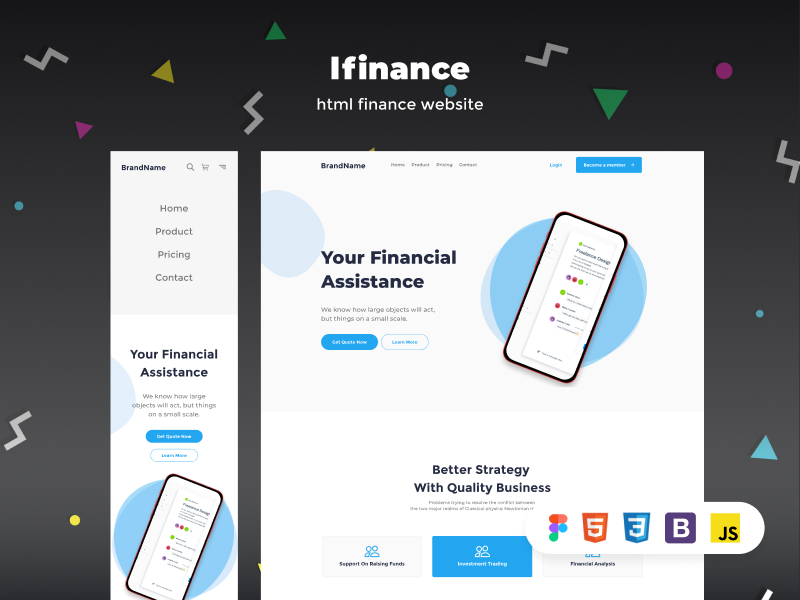 Ifinance
html finance website
BrandName
Home
Product
Pricing
Contact
Your Financial
Assistance
We know how large
objects will act, but things
on a small scale.
Get Quote Now
Learn More
Freelance Design
BrandName
Home Product Pricing Contact
Login
Become a member
Your Financial
Assistance
We know how large objects will act,
but things on a small scale.
Get Quote Now
Learn More
Freelance Design
Better Strategy
With Quality Business
Problems trying to resolve the conflict between
the two major realms of Classical physics: Newtonian
Support On Raising Funds
Investment Trading
Financial Analysis
5
3
B
JS